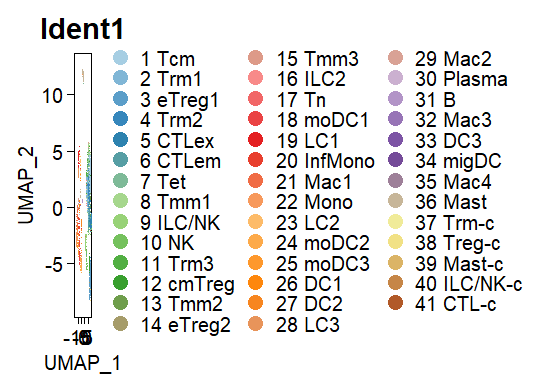 Ident1
1 Tcm
2 Trm1
3 eTreg1
4 Trm2
5 CTLex
6 CTLem
7 Tet
8 Tmm1
9 ILC/NK
10 NK
11 Trm3
12 cmTreg
13 Tmm2
14 eTreg2
15 Tmm3
16 ILC2
17 Tn
18 moDC1
19 LC1
20 InfMono
21 Mac1
22 Mono
23 LC2
24 moDC2
25 moDC3
26 DC1
27 DC2
28 LC3
29 Mac2
30 Plasma
31 B
32 Mac3
33 DC3
34 migDC
35 Mac4
36 Mast
37 Trm-c
38 Treg-c
39 Mast-c
40 ILC/NK-c
41 CTL-c
UMAP_2
10
5
0
-5
UMAP_1